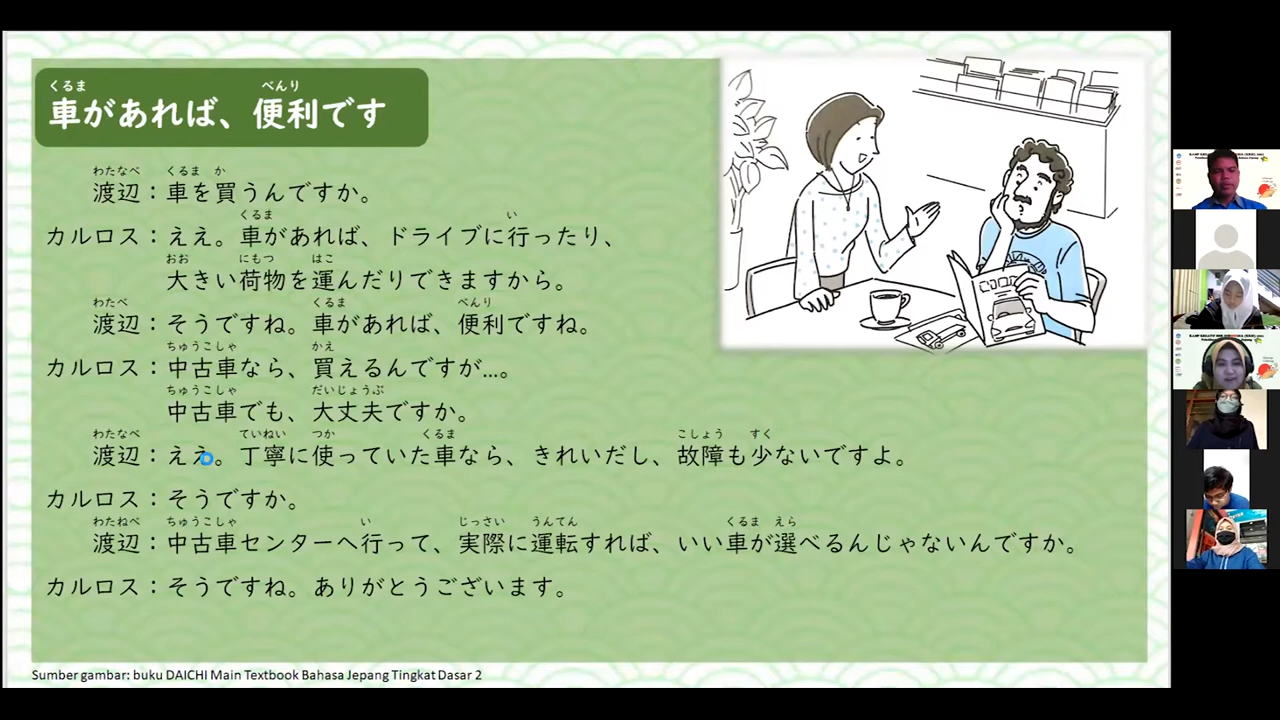 くるま べんり
車があれば、便利です
わたなべ くるま か
渡辺：車を買うんですか。
くるま い
カルロス：ええ。車があれば、ドライブに行ったり、
おお にもつ はこ
大きい荷物を運んだりできますから。
わたべ くるま べんり
渡辺：そうですね。車があれば、便利ですね。
ちゅうこしゃ かえ
カルロス：中古車なら、買えるんですが…。
ちゅうこしゃ だいじょうぶ
中古車でも、大丈夫ですか。
わたなべ ていねい つか くるま こしょう すく
渡辺：ええ。丁寧に使っていた車なら、きれいだし、故障も少ないですよ。
カルロス：そうですか。
わたねべ ちゅうこしゃ い じっさい うんてん くるま えら
渡辺：中古車センターへ行って、実際に運転すれば、いい車が選べるんじゃないんですか。
カルロス：そうですね。ありがとうございます。
Sumber gambar: buku DAICHI Main Textbook Bahasa Jepang Tingkat Dasar 2